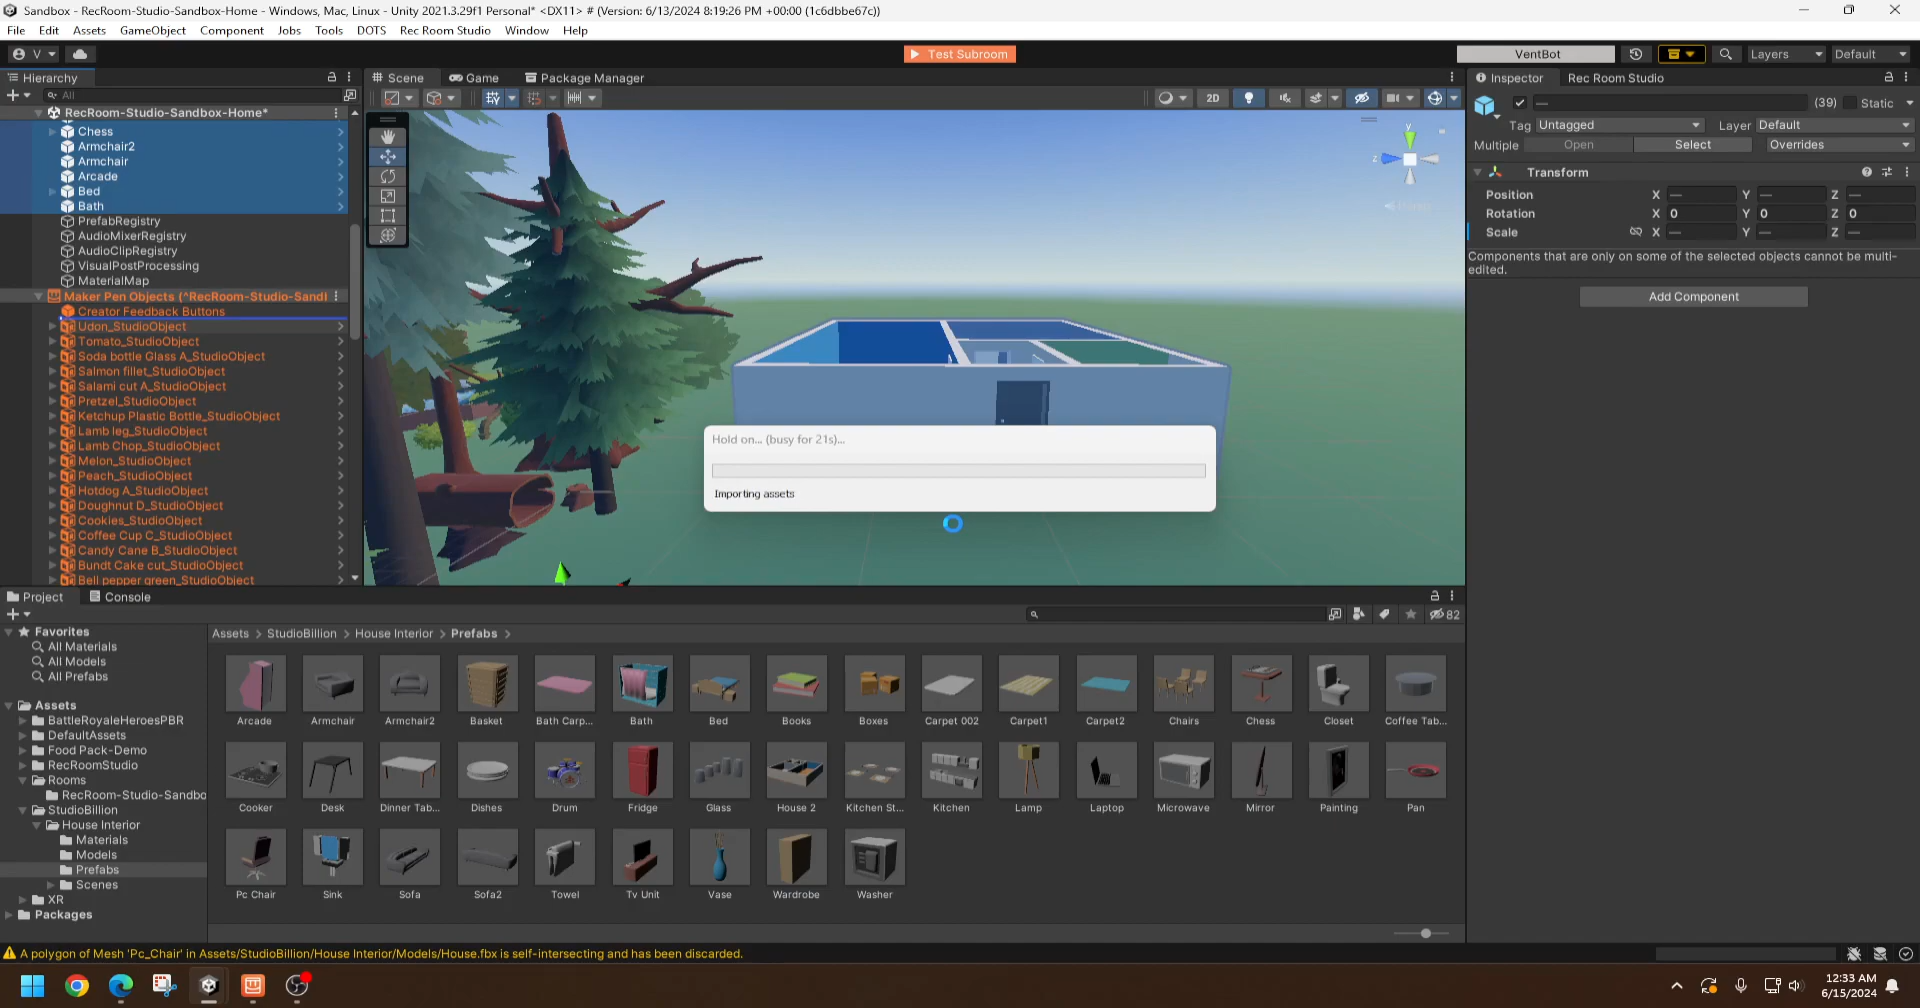 Sandbox - RecRoom-Studio-Sandbox-Home - Windows, Mac, Linux - Unity 2021.3.29f1 Personal* <DX11> # (Version: 6/13/2024 8:19:26 PM +00:00 (1c6dbbe67c))
File Edit Assets GameObject Component Jobs Tools DOTS Rec Room Studio Window Help
V Test Subroom VentBot Layers Default
Hierarchy Scene Game Package Manager Inspector Rec Room Studio
All 2D
RecRoom-Studio-Sandbox-Home*
Chess
Armchair2
Armchair
Arcade
Bed
Bath
PrefabRegistry
AudioMixerRegistry
AudioClipRegistry
VisualPostProcessing
MaterialMap
Maker Pen Objects (^RecRoom-Studio-Sandl
Creator Feedback Buttons
Udon_StudioObject
Tomato_StudioObject
Soda bottle Glass A_StudioObject
Salmon fillet_StudioObject
Salami cut A_StudioObject
Pretzel_StudioObject
Ketchup Plastic Bottle_StudioObject
Lamb leg_StudioObject
Lamb Chop_StudioObject
Melon_StudioObject
Peach_StudioObject
Hotdog A_StudioObject
Doughnut D_StudioObject
Cookies_StudioObject
Coffee Cup C_StudioObject
Candy Cane B_StudioObject
Bundt Cake cut_StudioObject
Bell pepper green_StudioObject
y
z
Hold on... (busy for 21s)...
Importing assets
— (39) Static
Tag Untagged Layer Default
Multiple Open Select Overrides
Transform
Position X — Y — Z —
Rotation X 0 Y 0 Z 0
Scale X — Y — Z —
Components that are only on some of the selected objects cannot be multi-
edited.
Add Component
Project Console
82
Favorites
All Materials
All Models
All Prefabs
Assets
BattleRoyaleHeroesPBR
DefaultAssets
Food Pack-Demo
RecRoomStudio
Rooms
RecRoom-Studio-Sandbo
StudioBillion
House Interior
Materials
Models
Prefabs
Scenes
XR
Packages
Assets > StudioBillion > House Interior > Prefabs >
Arcade Armchair Armchair2 Basket Bath Carp... Bath Bed Books Boxes Carpet 002 Carpet1 Carpet2 Chairs Chess Closet Coffee Tab...
Cooker Desk Dinner Tab... Dishes Drum Fridge Glass House 2 Kitchen St... Kitchen Lamp Laptop Microwave Mirror Painting Pan
Pc Chair Sink Sofa Sofa2 Towel Tv Unit Vase Wardrobe Washer
A polygon of Mesh 'Pc_Chair' in Assets/StudioBillion/House Interior/Models/House.fbx is self-intersecting and has been discarded.
12:33 AM
6/15/2024